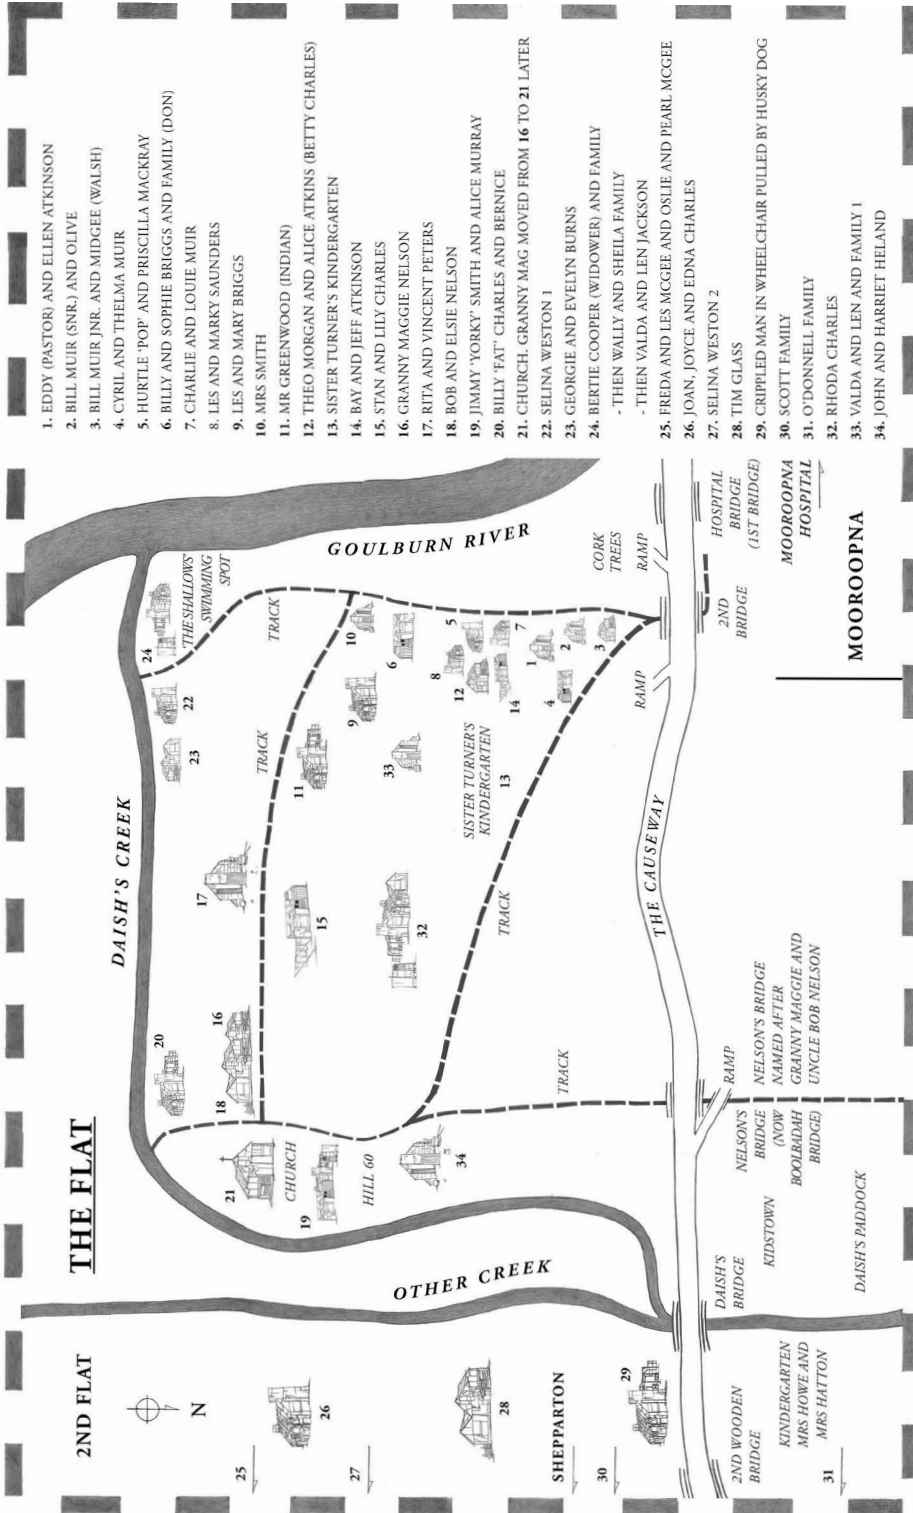 THE FLAT
2ND FLAT
N
DAISH'S CREEK
OTHER CREEK
GOULBURN RIVER
'THE SHALLOWS'
SWIMMING
SPOT
TRACK
TRACK
TRACK
TRACK
20
17
23
22
24
18
16
21
CHURCH
19
HILL 60
34
15
32
11
33
9
10
6
8
5
12
7
14
1
2
4
3
SISTER TURNER'S
KINDERGARTEN
13
26
25
27
28
SHEPPARTON
29
30
31
CORK
TREES
RAMP
RAMP
RAMP
THE CAUSEWAY
2ND WOODEN
BRIDGE
KINDERGARTEN
MRS HOWE AND
MRS HATTON
DAISH'S
BRIDGE
KIDSTOWN
DAISH'S PADDOCK
NELSON'S
BRIDGE
(NOW
BOOLBADAH
BRIDGE)
NELSON'S BRIDGE
NAMED AFTER
GRANNY MAGGIE AND
UNCLE BOB NELSON
2ND
BRIDGE
HOSPITAL
BRIDGE
(1ST BRIDGE)
MOOROOPNA
HOSPITAL
MOOROOPNA
1. EDDY (PASTOR) AND ELLEN ATKINSON
2. BILL MUIR (SNR.) AND OLIVE
3. BILL MUIR JNR. AND MIDGEE (WALSH)
4. CYRIL AND THELMA MUIR
5. HURTLE 'POP' AND PRISCILLA MACKRAY
6. BILLY AND SOPHIE BRIGGS AND FAMILY (DON)
7. CHARLIE AND LOUIE MUIR
8. LES AND MARKY SAUNDERS
9. LES AND MARY BRIGGS
10. MRS SMITH
11. MR GREENWOOD (INDIAN)
12. THEO MORGAN AND ALICE ATKINS (BETTY CHARLES)
13. SISTER TURNER'S KINDERGARTEN
14. BAY AND JEFF ATKINSON
15. STAN AND LILY CHARLES
16. GRANNY MAGGIE NELSON
17. RITA AND VINCENT PETERS
18. BOB AND ELSIE NELSON
19. JIMMY 'YORKY' SMITH AND ALICE MURRAY
20. BILLY 'FAT' CHARLES AND BERNICE
21. CHURCH. GRANNY MAG MOVED FROM 16 TO 21 LATER
22. SELINA WESTON 1
23. GEORGIE AND EVELYN BURNS
24. BERTIE COOPER (WIDOWER) AND FAMILY
- THEN WALLY AND SHEILA FAMILY
- THEN VALDA AND LEN JACKSON
25. FREDA AND LES MCGEE AND OSLIE AND PEARL MCGEE
26. JOAN, JOYCE AND EDNA CHARLES
27. SELINA WESTON 2
28. TIM GLASS
29. CRIPPLED MAN IN WHEELCHAIR PULLED BY HUSKY DOG
30. SCOTT FAMILY
31. O'DONNELL FAMILY
32. RHODA CHARLES
33. VALDA AND LEN AND FAMILY 1
34. JOHN AND HARRIET HELAND